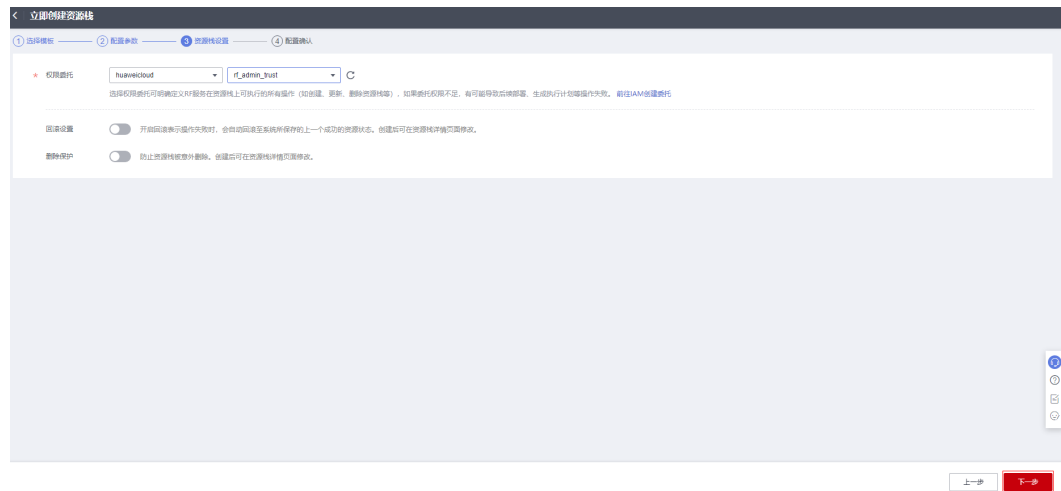 立即创建资源栈
1 选择模板 2 配置参数 3 资源栈设置 4 配置确认
* 权限委托 huaweicloud rf_admin_trust
选择权限委托可明确定义RF服务在资源栈上可执行的所有操作（如创建、更新、删除资源栈等），如果委托权限不足，有可能导致后续部署、生成执行计划等操作失败。 前往IAM创建委托
回滚设置 开启回滚表示操作失败时，会自动回滚至系统所保存的上一个成功的资源状态。创建后可在资源栈详情页面修改。
删除保护 防止资源栈被意外删除。创建后可在资源栈详情页面修改。
上一步 下一步